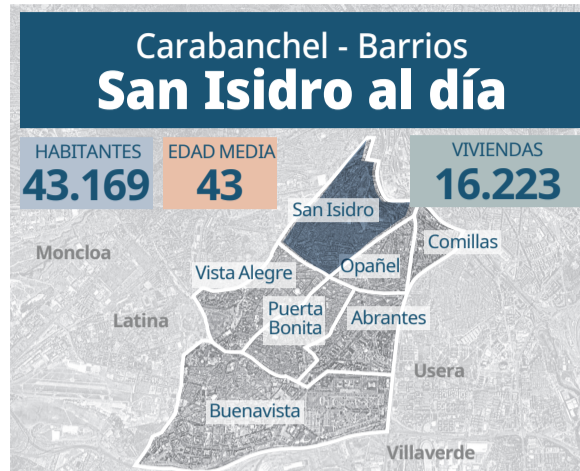 Carabanchel - Barrios
San Isidro al día
HABITANTES
43.169
EDAD MEDIA
43
VIVIENDAS
16.223
San Isidro
Comillas
Moncloa
Opañel
Vista Alegre
Puerta
Bonita
Abrantes
Latina
Usera
Buenavista
Villaverde